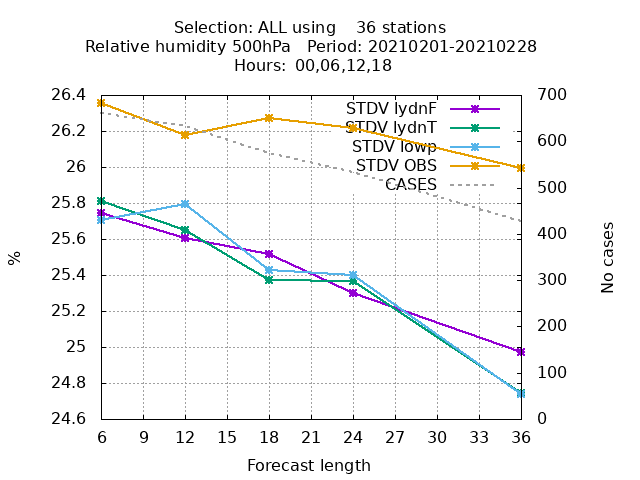 Selection: ALL using    36 stations
Relative humidity 500hPa   Period: 20210201-20210228
Hours: 00,06,12,18
26.4
26.2
26
25.8
25.6
25.4
25.2
25
24.8
24.6
%
700
600
500
400
300
200
100
0
No cases
STDV lydnF
STDV lydnT
STDV lowp
STDV OBS
CASES
6 9 12 15 18 21 24 27 30 33 36
Forecast length